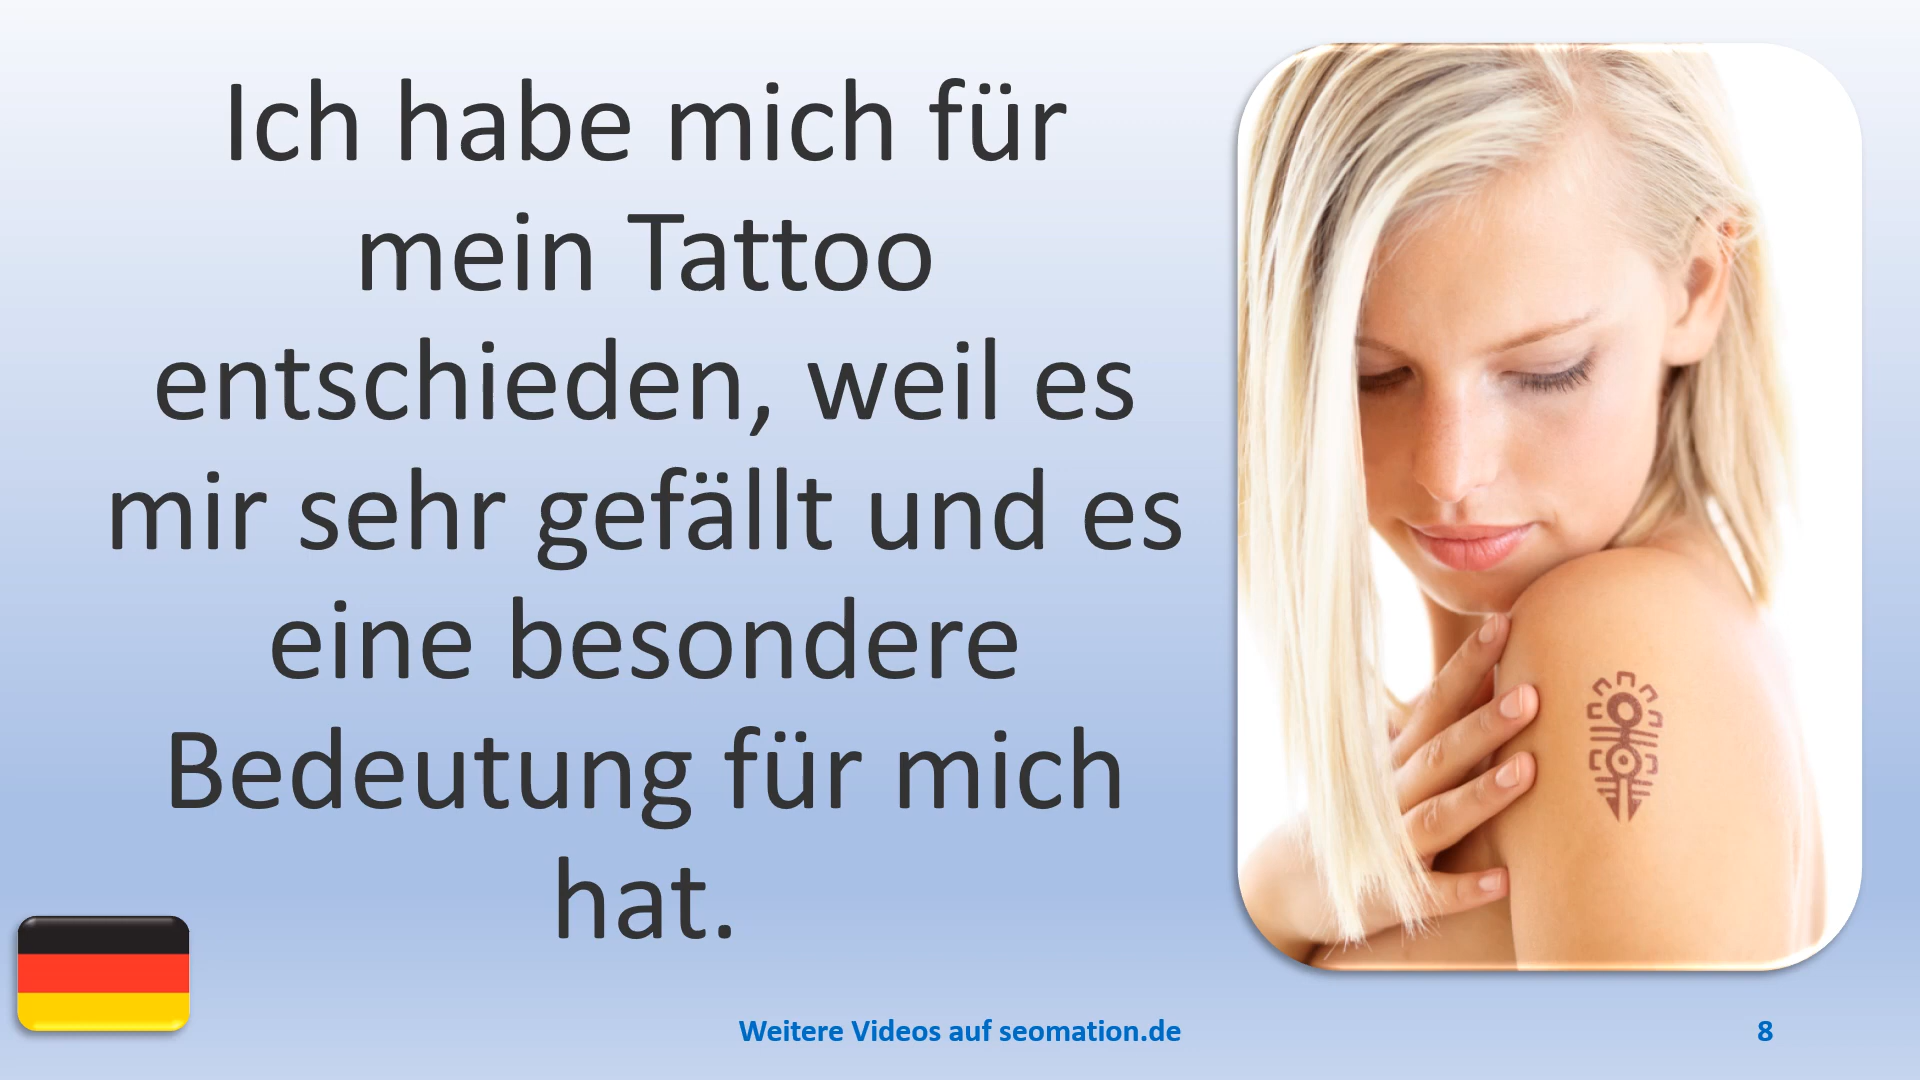 Ich habe mich für
mein Tattoo
entschieden, weil es
mir sehr gefällt und es
eine besondere
Bedeutung für mich
hat.
Weitere Videos auf seomation.de
8